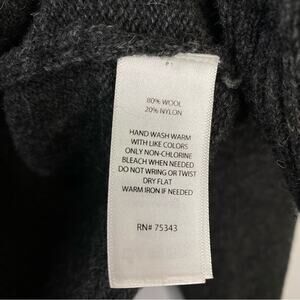 80% WOOL
20% NYLON
HAND WASH WARM
WITH LIKE COLORS
ONLY NON-CHLORINE
BLEACH WHEN NEEDED
DO NOT WRING OR TWIST
DRY FLAT
WARM IRON IF NEEDED
RN# 75343